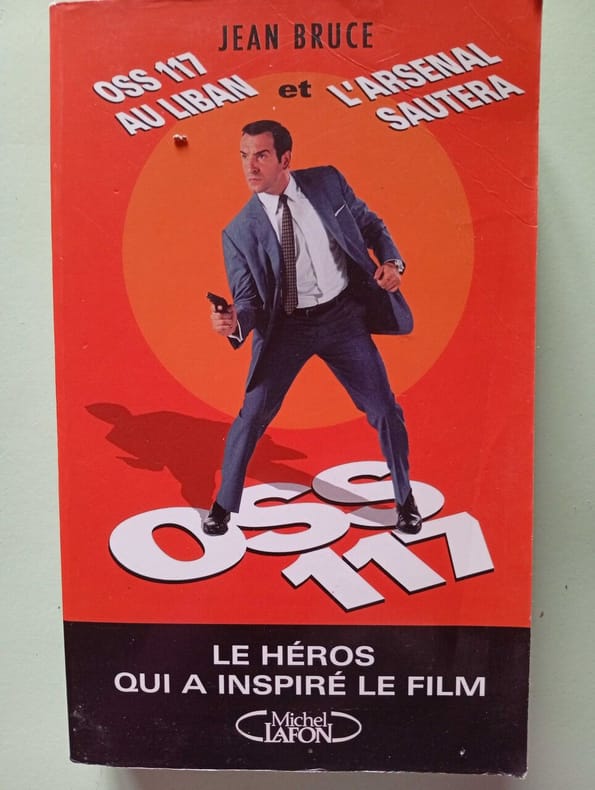 JEAN BRUCE
OSS 117
AU LIBAN
et
L'ARSENAL
SAUTERA
OSS
117
LE HÉROS
QUI A INSPIRÉ LE FILM
Michel
LAFON